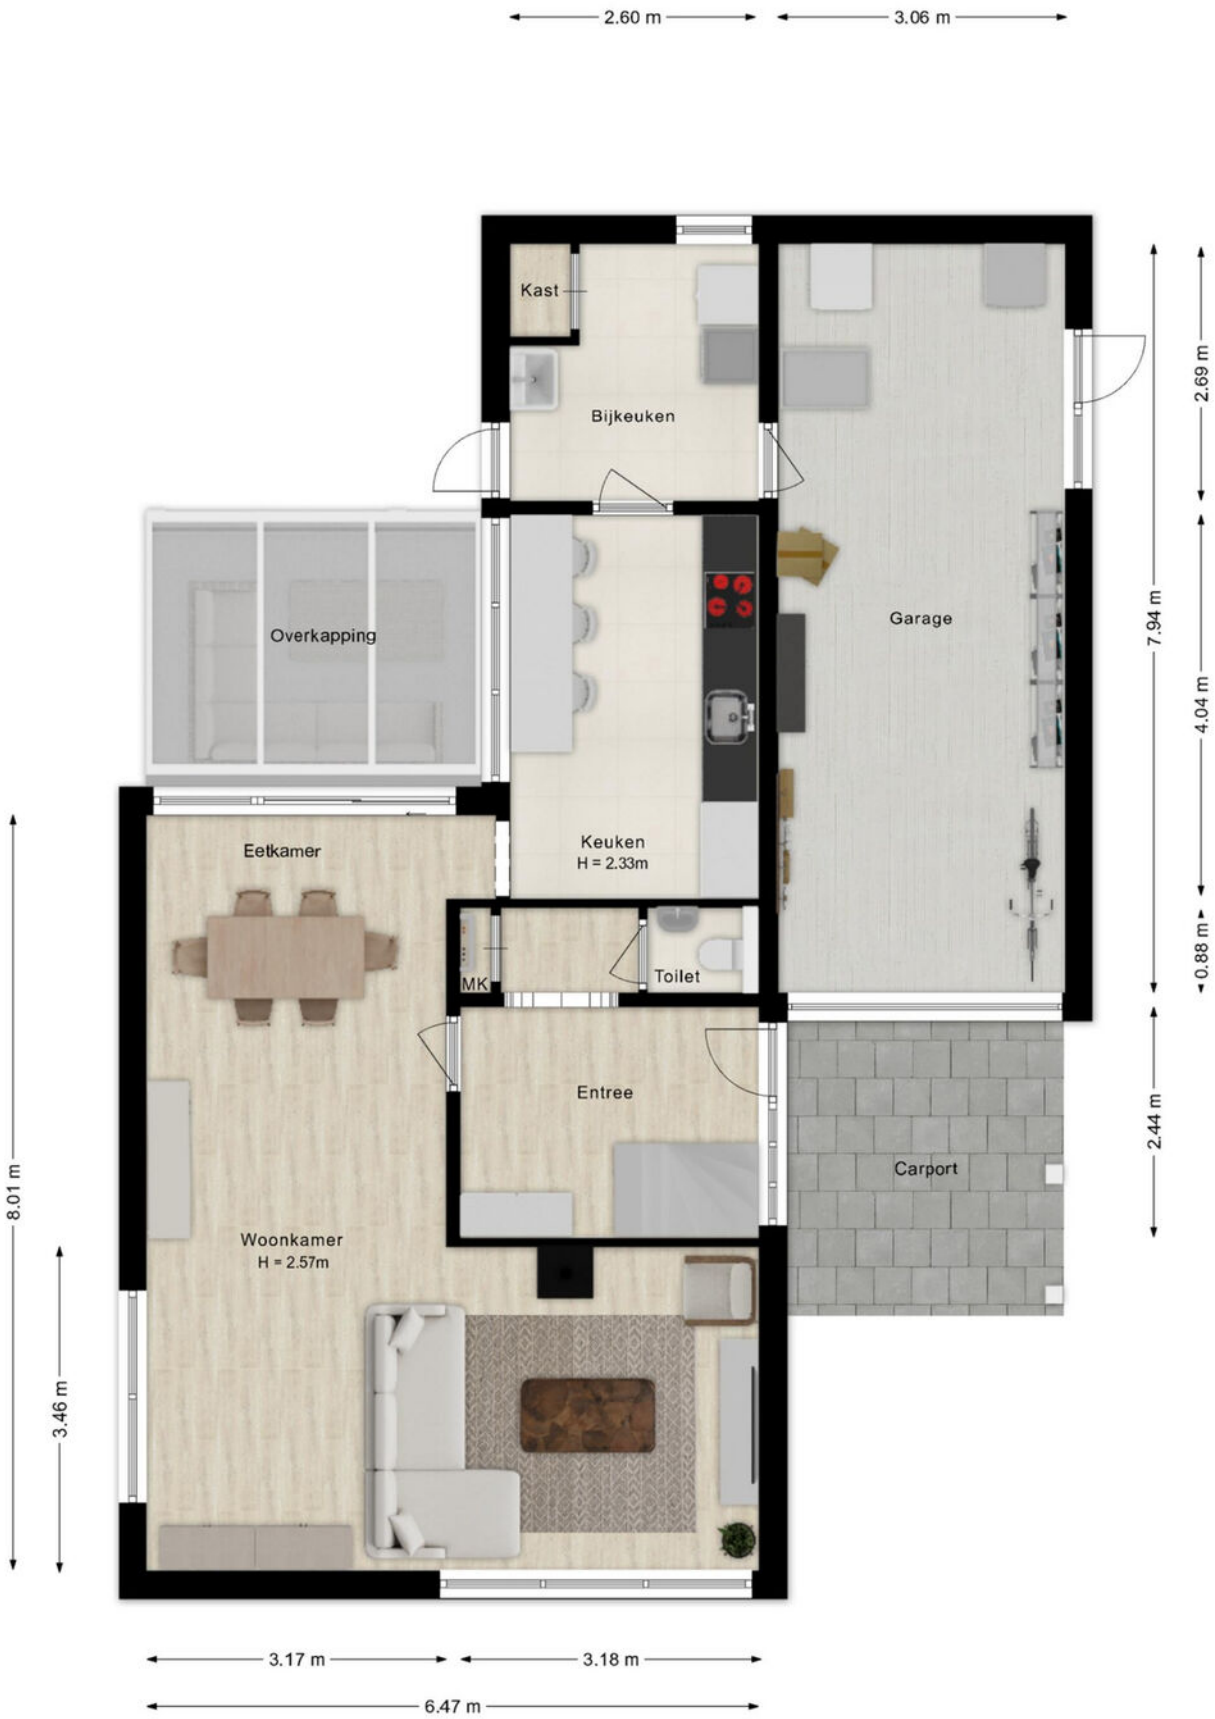 2.60 m
3.06 m
Kast
Bijkeuken
2.69 m
Overkapping
Garage
7.94 m
4.04 m
Keuken
H = 2.33m
Eetkamer
0.88 m
MK
Toilet
Entree
2.44 m
Carport
8.01 m
Woonkamer
H = 2.57m
3.46 m
3.17 m
3.18 m
6.47 m